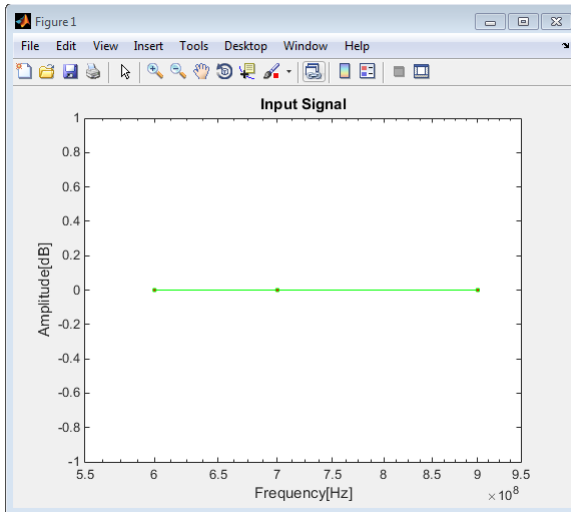 Figure 1
File Edit View Insert Tools Desktop Window Help
Input Signal
1
0.8
0.6
0.4
0.2
0
-0.2
-0.4
-0.6
-0.8
-1
Amplitude[dB]
5.5 6 6.5 7 7.5 8 8.5 9 9.5
Frequency[Hz]
× 10^8